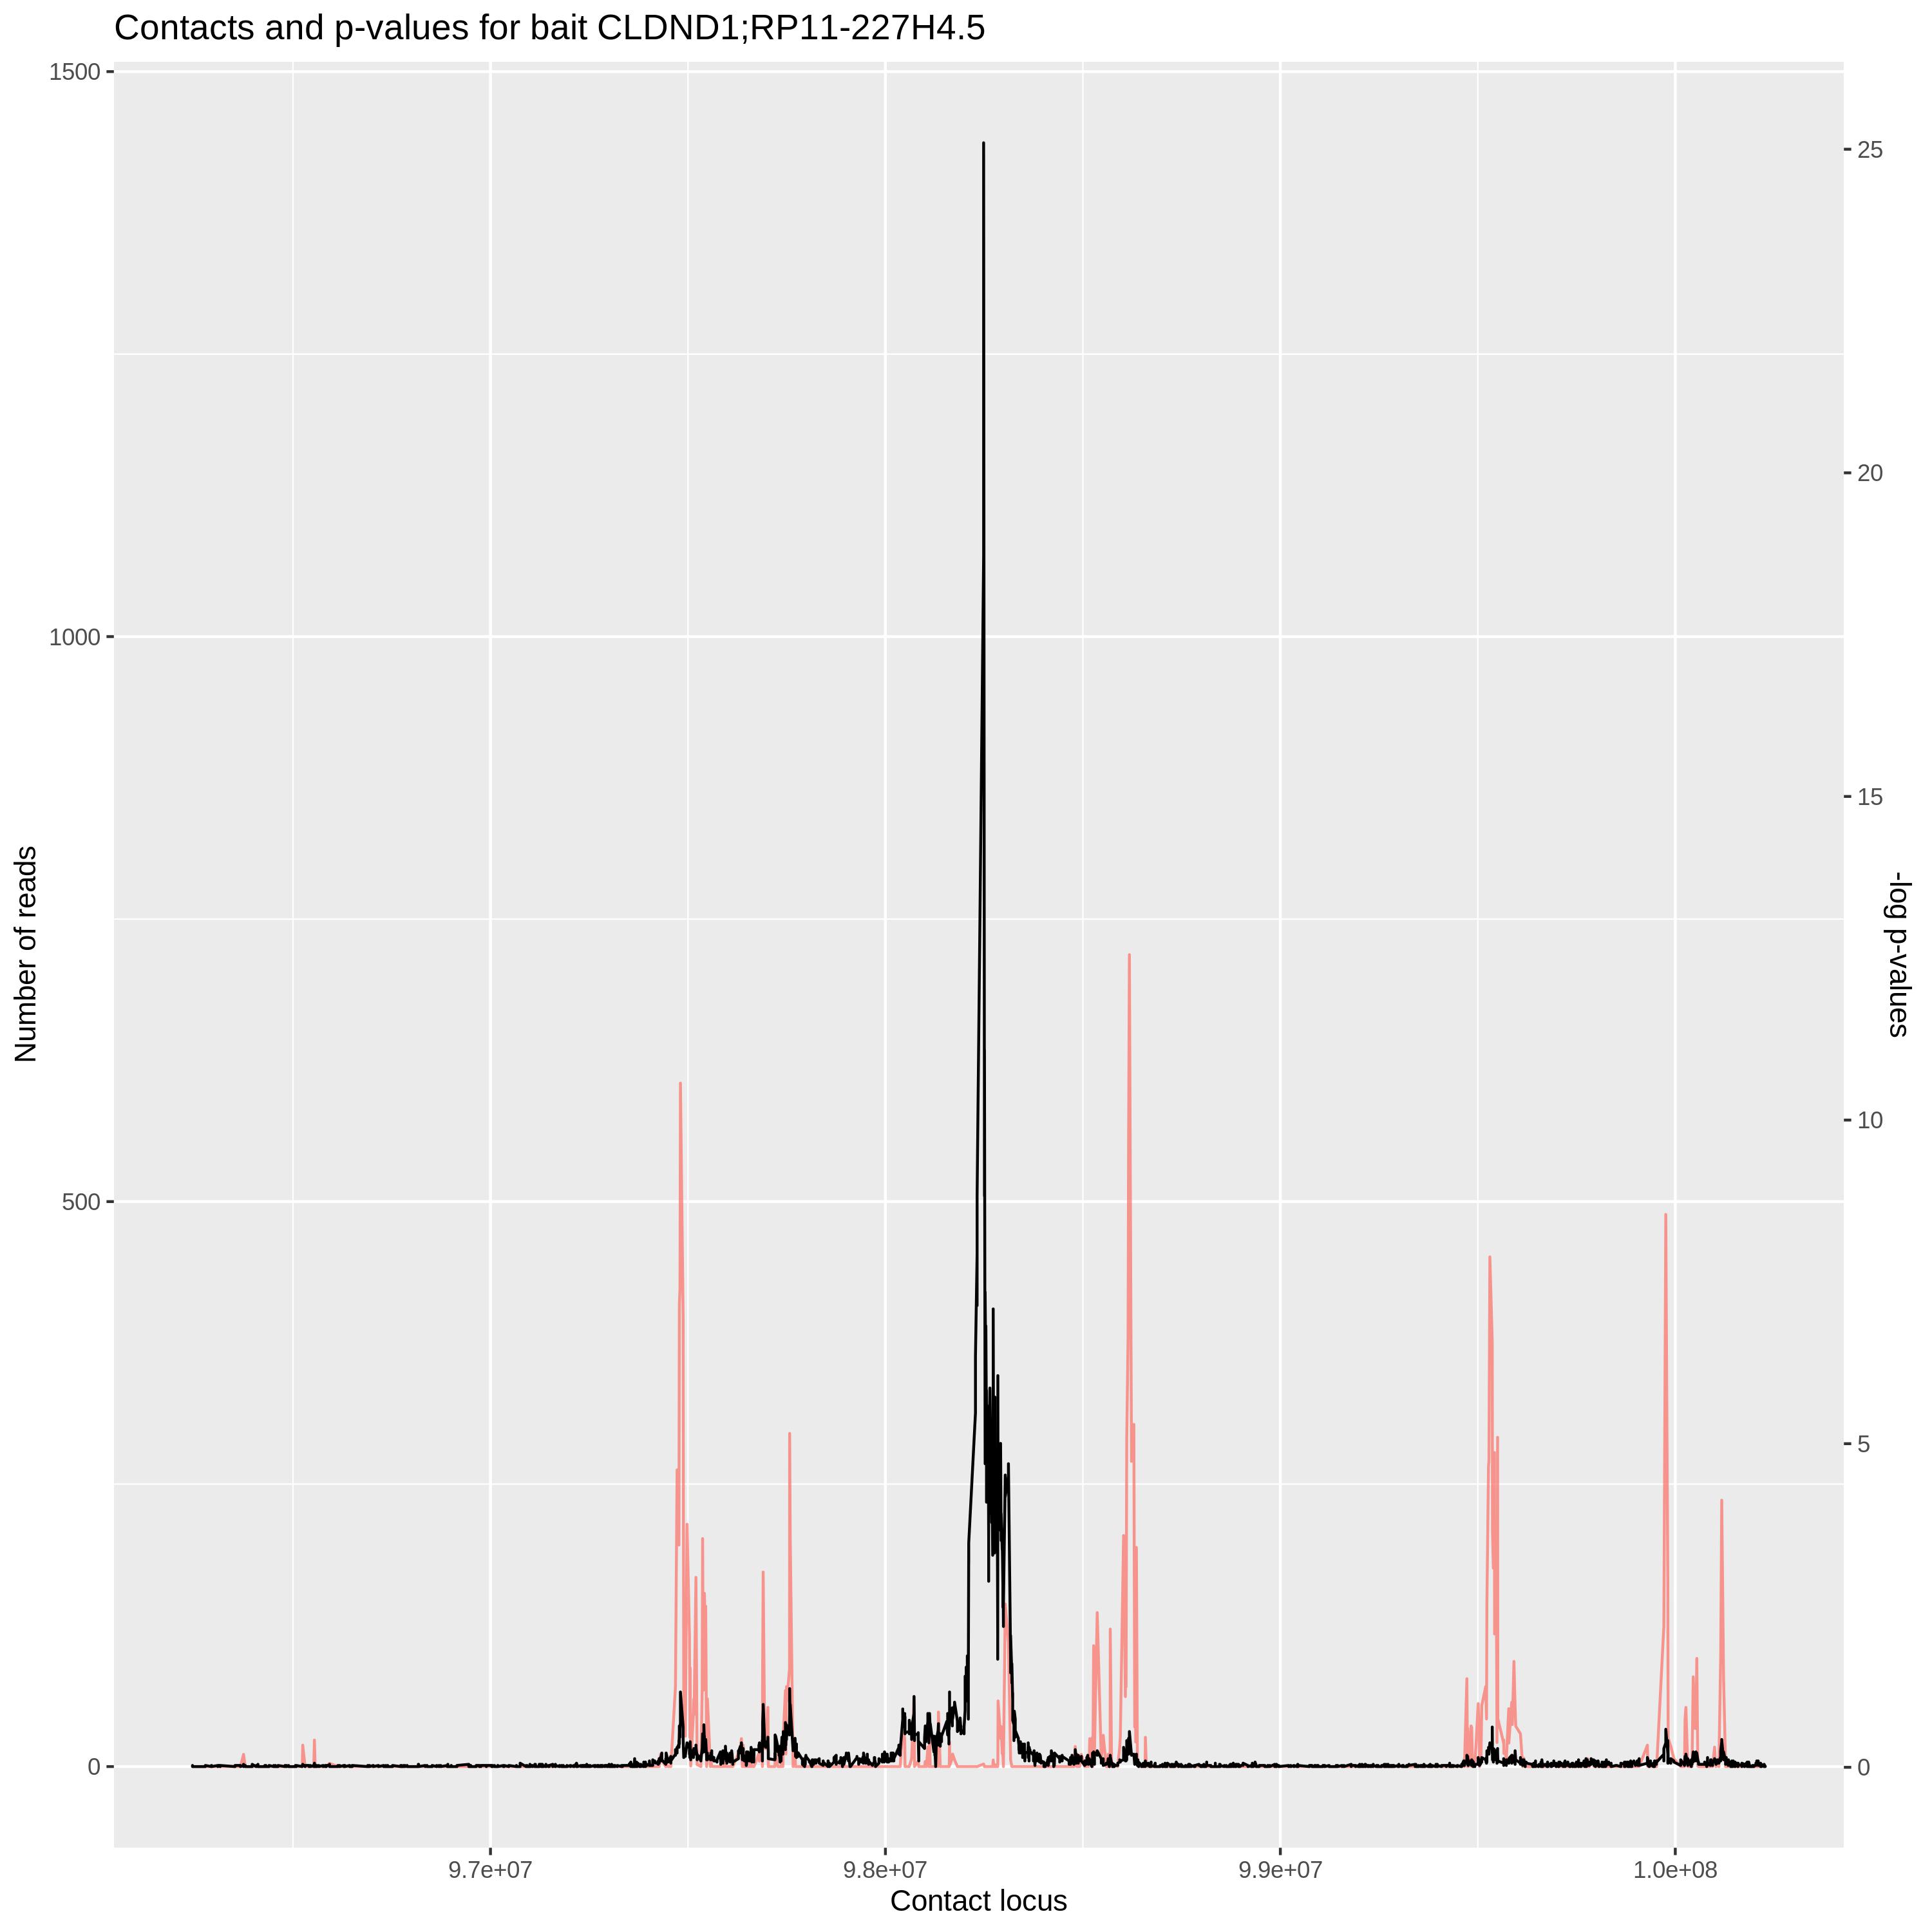 Contacts and p-values for bait CLDND1;RP11-227H4.5
1500
1000
500
0
Number of reads
25
20
15
10
5
0
-log p-values
9.7e+07
9.8e+07
9.9e+07
1.0e+08
Contact locus